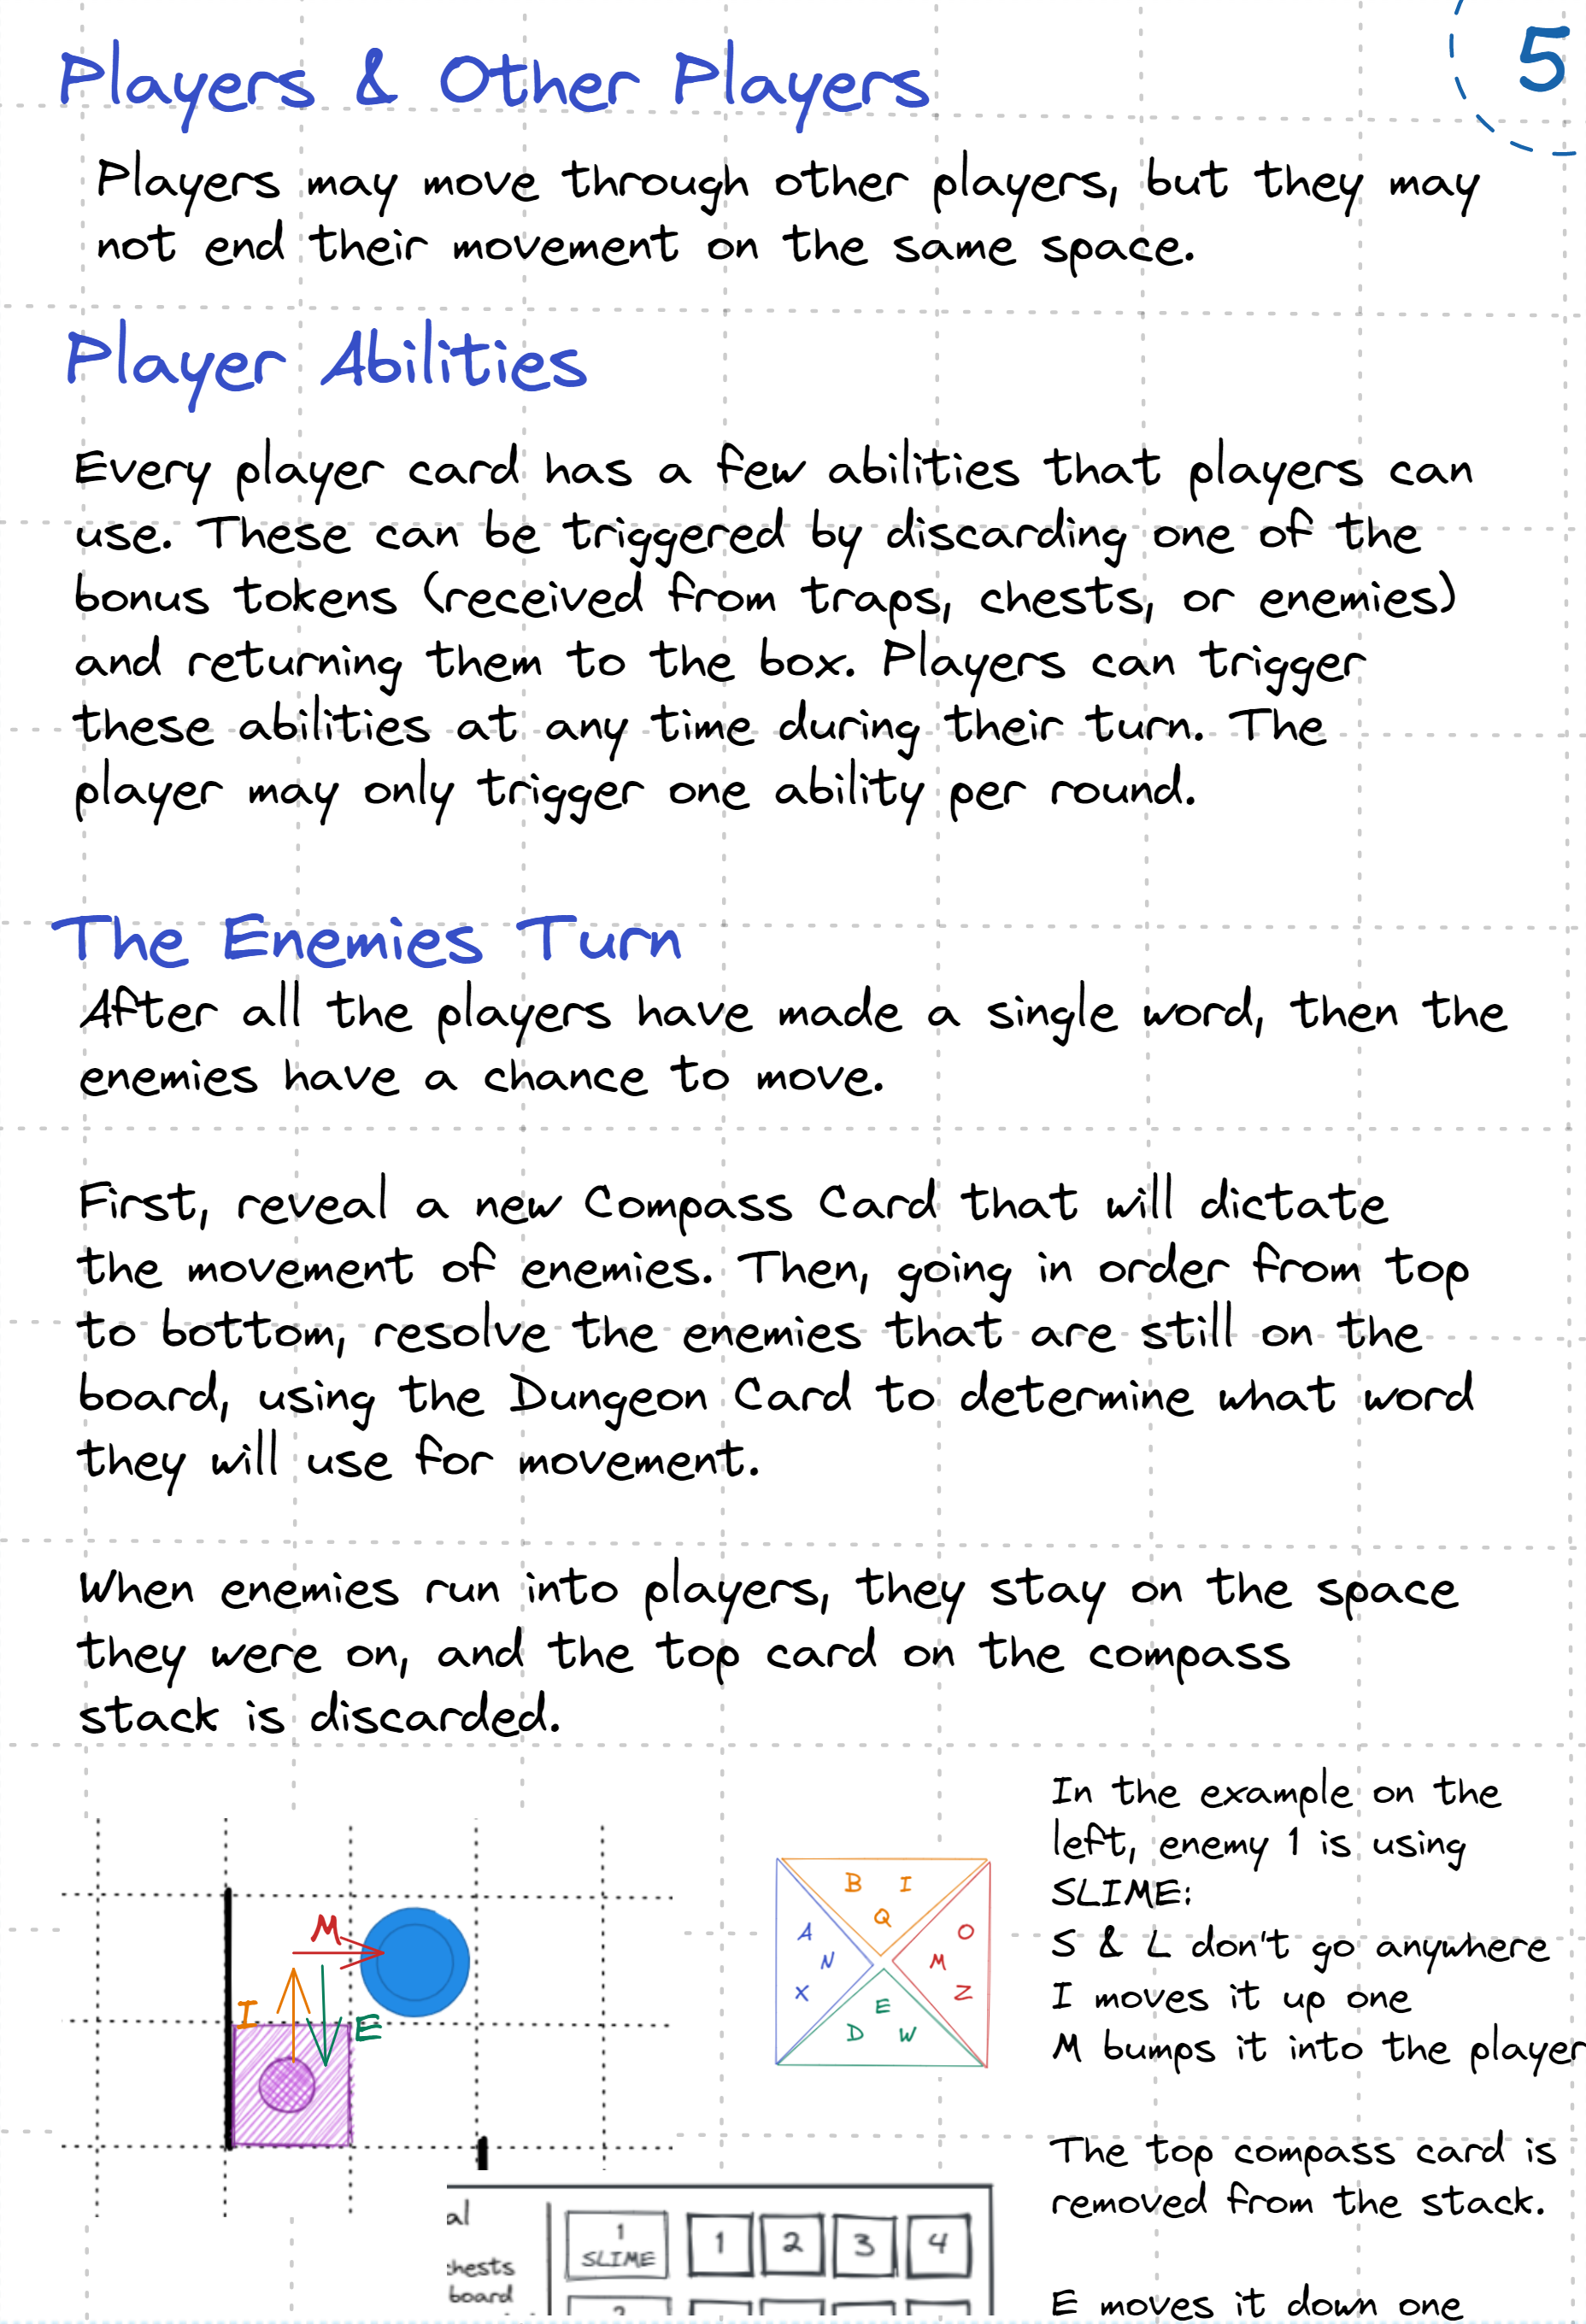 5
Players & Other Players
Players may move through other players, but they may
not end their movement on the same space.
Player Abilities
Every player card has a few abilities that players can
use. These can be triggered by discarding one of the
bonus tokens (received from traps, chests, or enemies)
and returning them to the box. Players can trigger
these abilities at any time during their turn. The
player may only trigger one ability per round.
The Enemies Turn
After all the players have made a single word, then the
enemies have a chance to move.
First, reveal a new Compass Card that will dictate
the movement of enemies. Then, going in order from top
to bottom, resolve the enemies that are still on the
board, using the Dungeon Card to determine what word
they will use for movement.
When enemies run into players, they stay on the space
they were on, and the top card on the compass
stack is discarded.
M
I
E
B I
Q
A
N
X
O
M
Z
E
D W
In the example on the
left, enemy 1 is using
SLIME:
S & L don't go anywhere
I moves it up one
M bumps it into the player
The top compass card is
removed from the stack.
E moves it down one
al
hests
board
1
SLIME
1 2 3 4